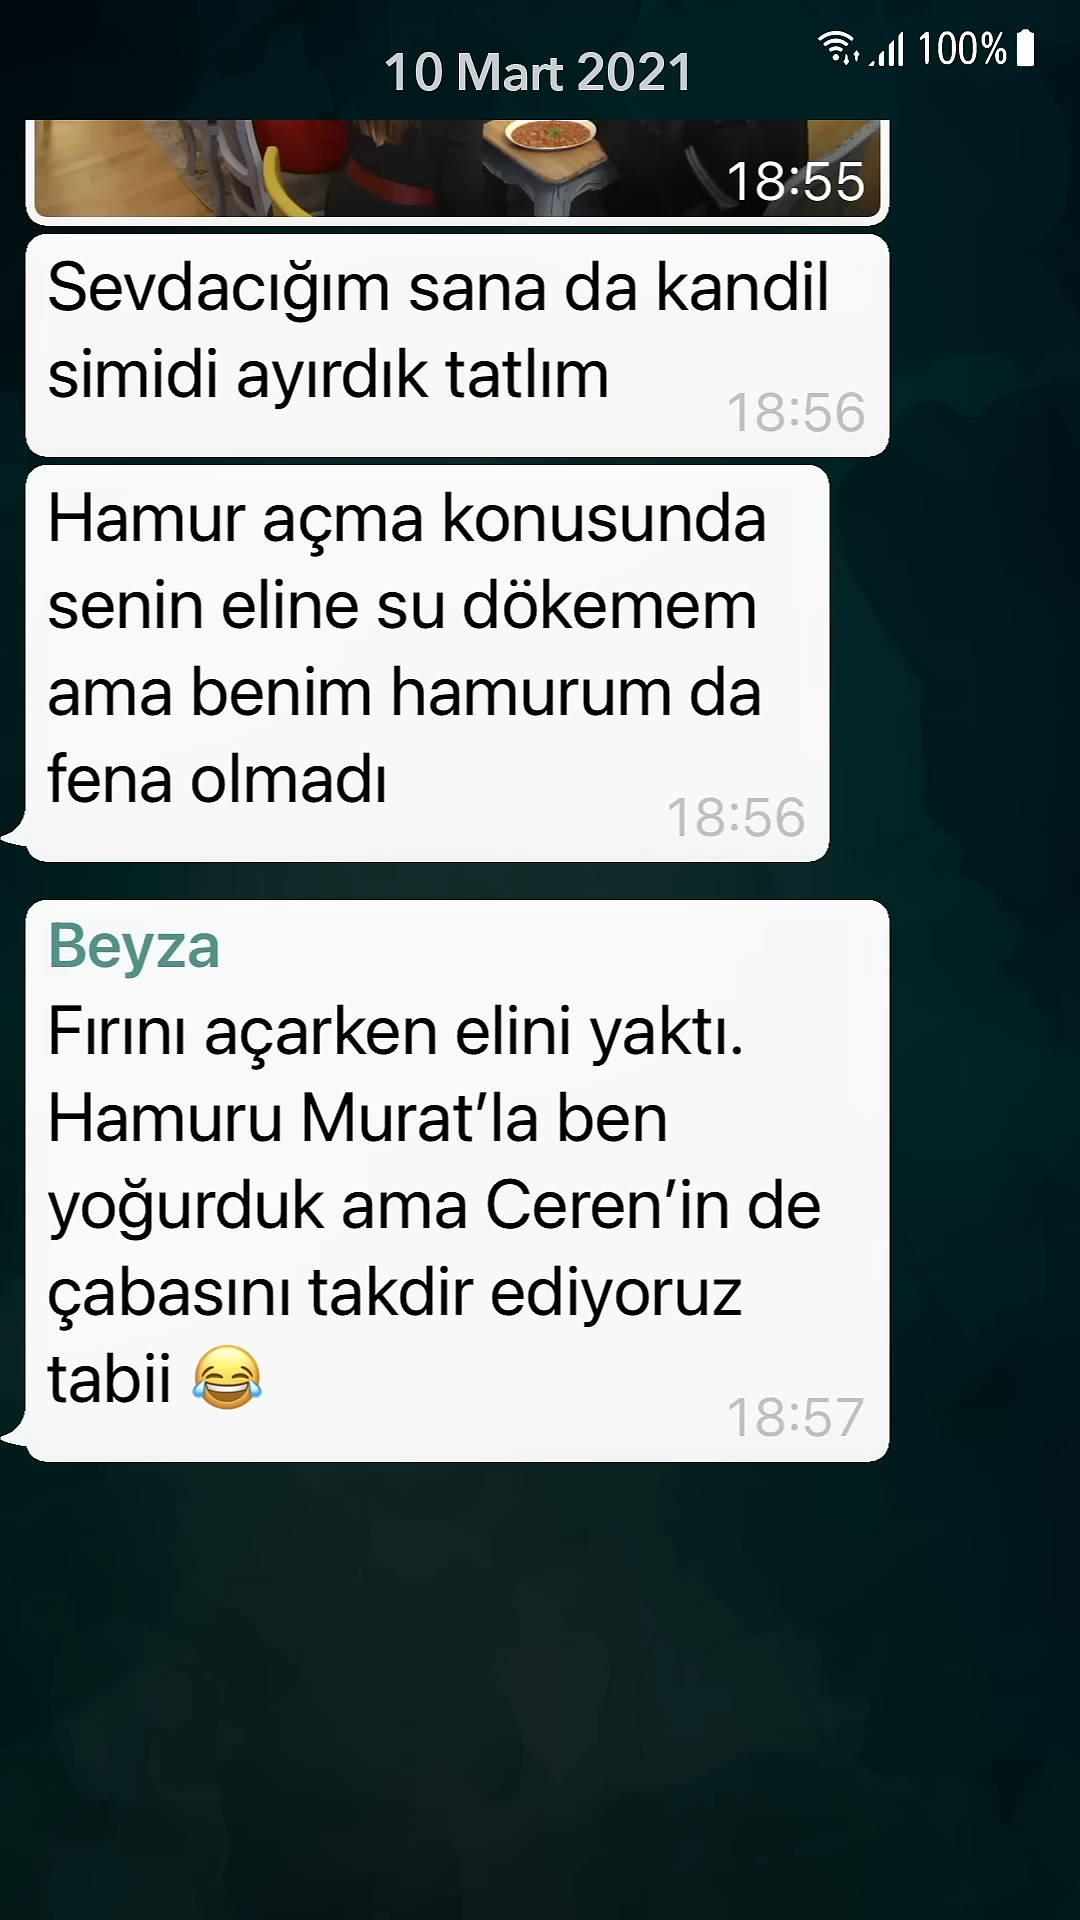 100%
10 Mart 2021
18:55
Sevdacığım sana da kandil
simidi ayırdık tatlım
18:56
Hamur açma konusunda
senin eline su dökemem
ama benim hamurum da
fena olmadı
18:56
Beyza
Fırını açarken elini yaktı.
Hamuru Murat’la ben
yoğurduk ama Ceren’in de
çabasını takdir ediyoruz
tabii 😂
18:57